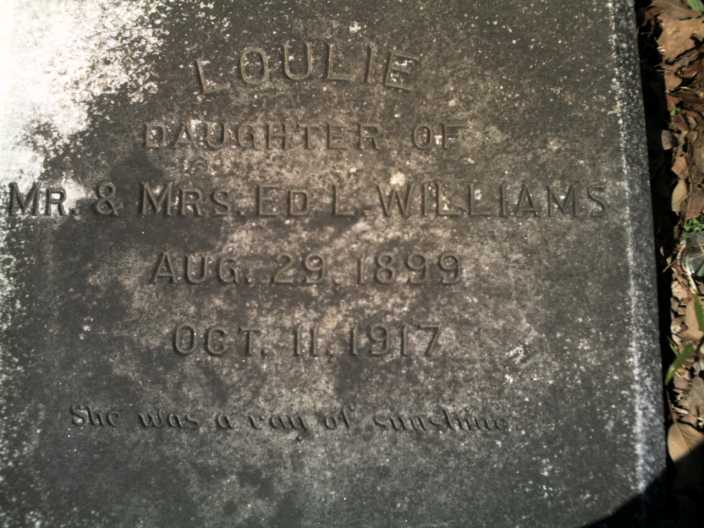 LOULIE
DAUGHTER OF
MR. & MRS. ED L. WILLIAMS
AUG. 29, 1899
OCT. 11, 1917
She was a ray of sunshine.